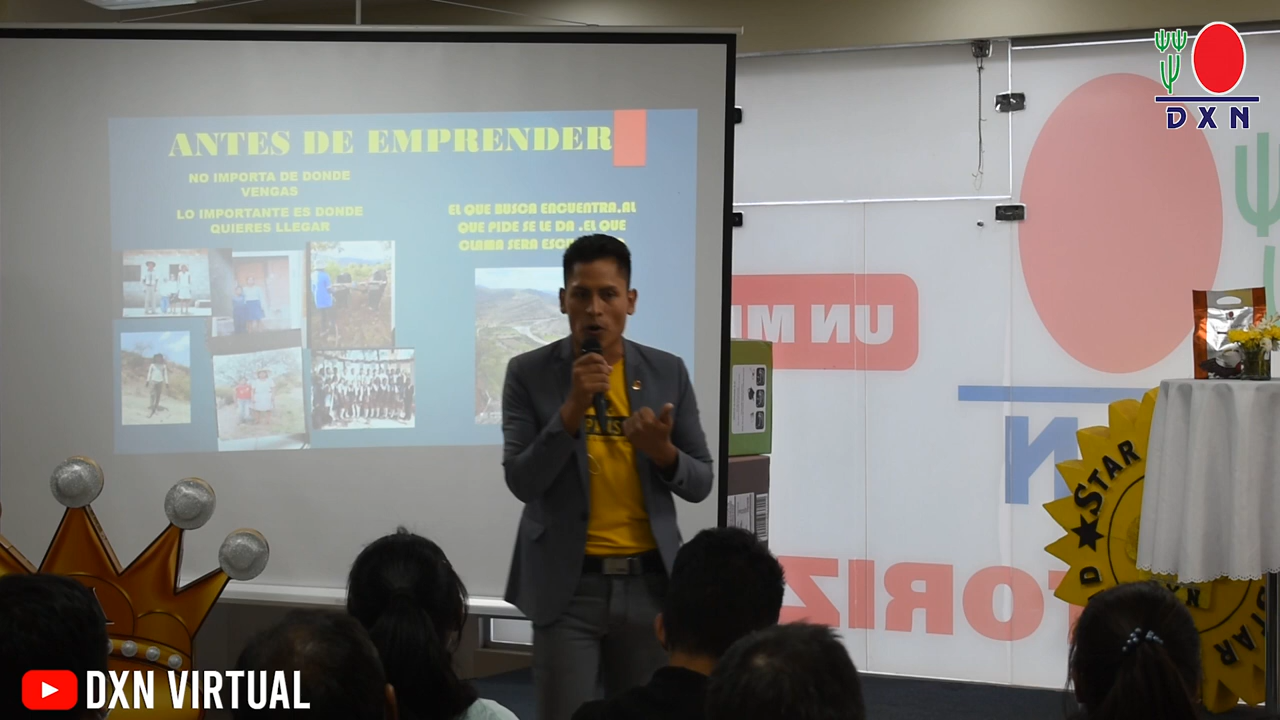 ANTES DE EMPRENDER
NO IMPORTA DE DONDE
VENGAS
LO IMPORTANTE ES DONDE
QUIERES LLEGAR
EL QUE BUSCA ENCUENTRA.AL
QUE PIDE SE LE DA .EL QUE
CLAMA SERA
DXN
UN
STAR
STAR
DXN VIRTUAL